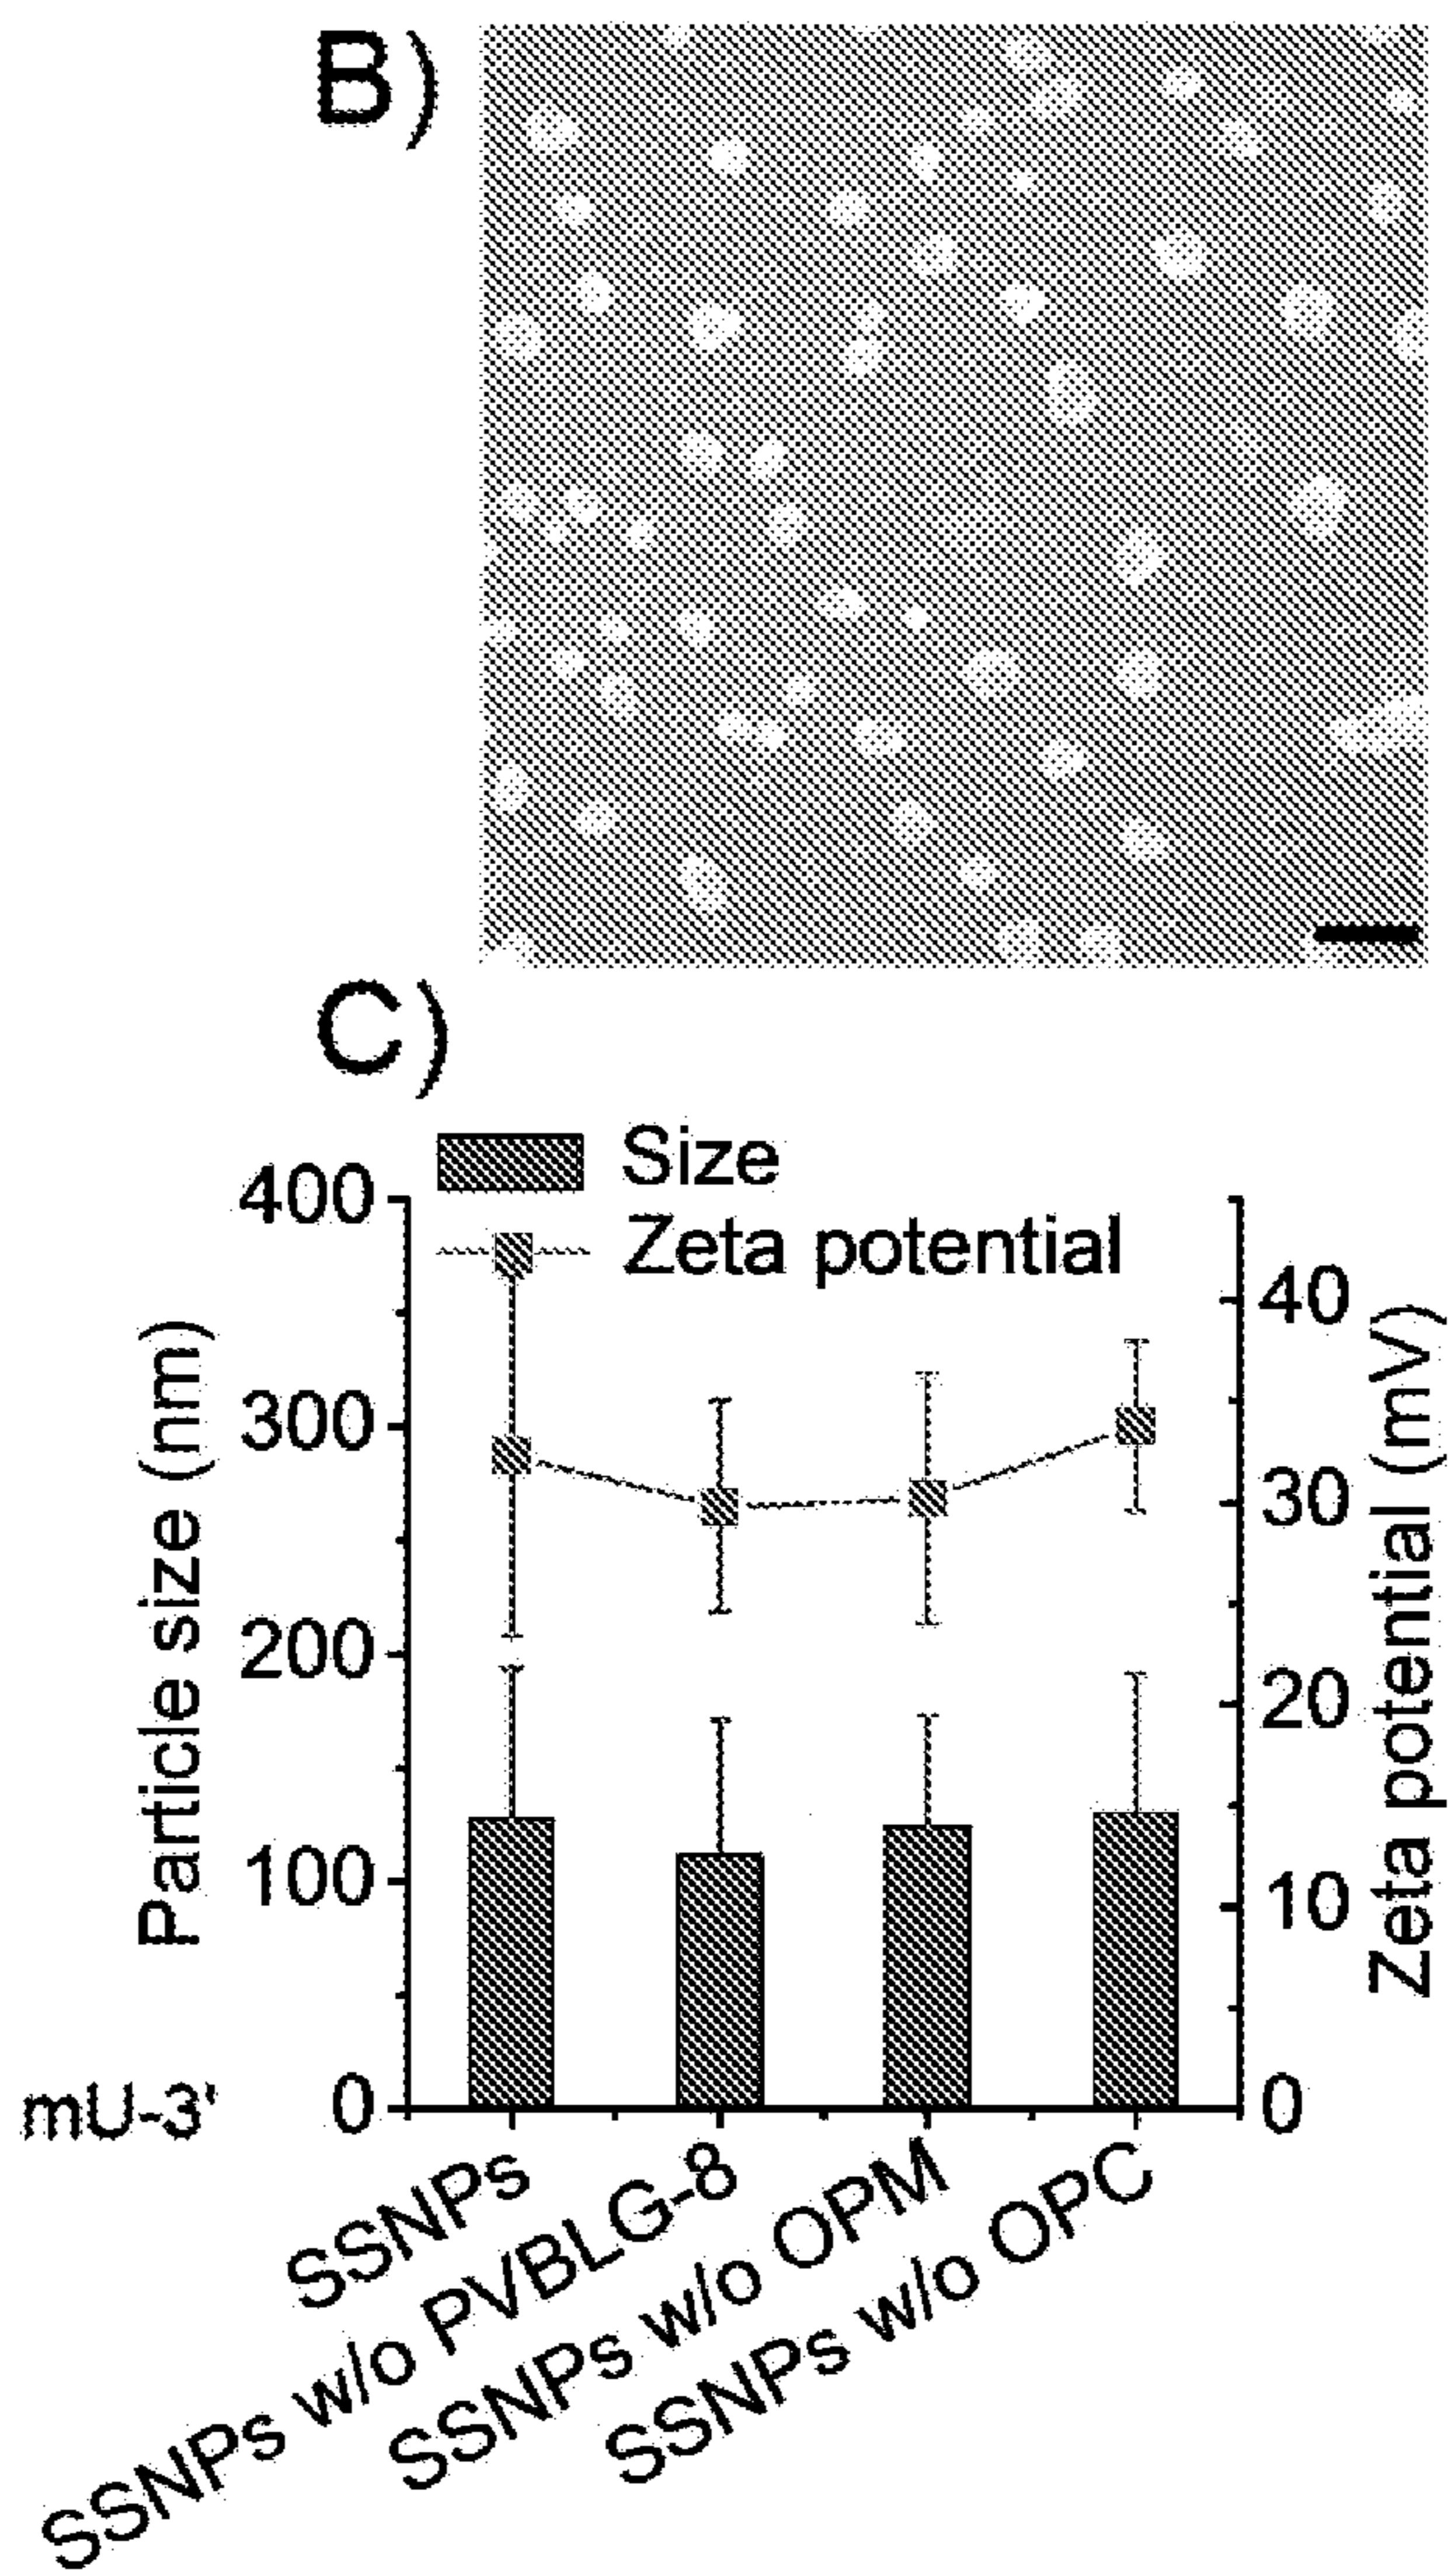 B)
C)
Size
Zeta potential
400
300
200
100
0
Particle size (nm)
40
30
20
10
0
Zeta potential (mV)
mU-3'
SSNPs
SSNPs w/o PVBLG-8
SSNPs w/o OPM
SSNPs w/o OPC